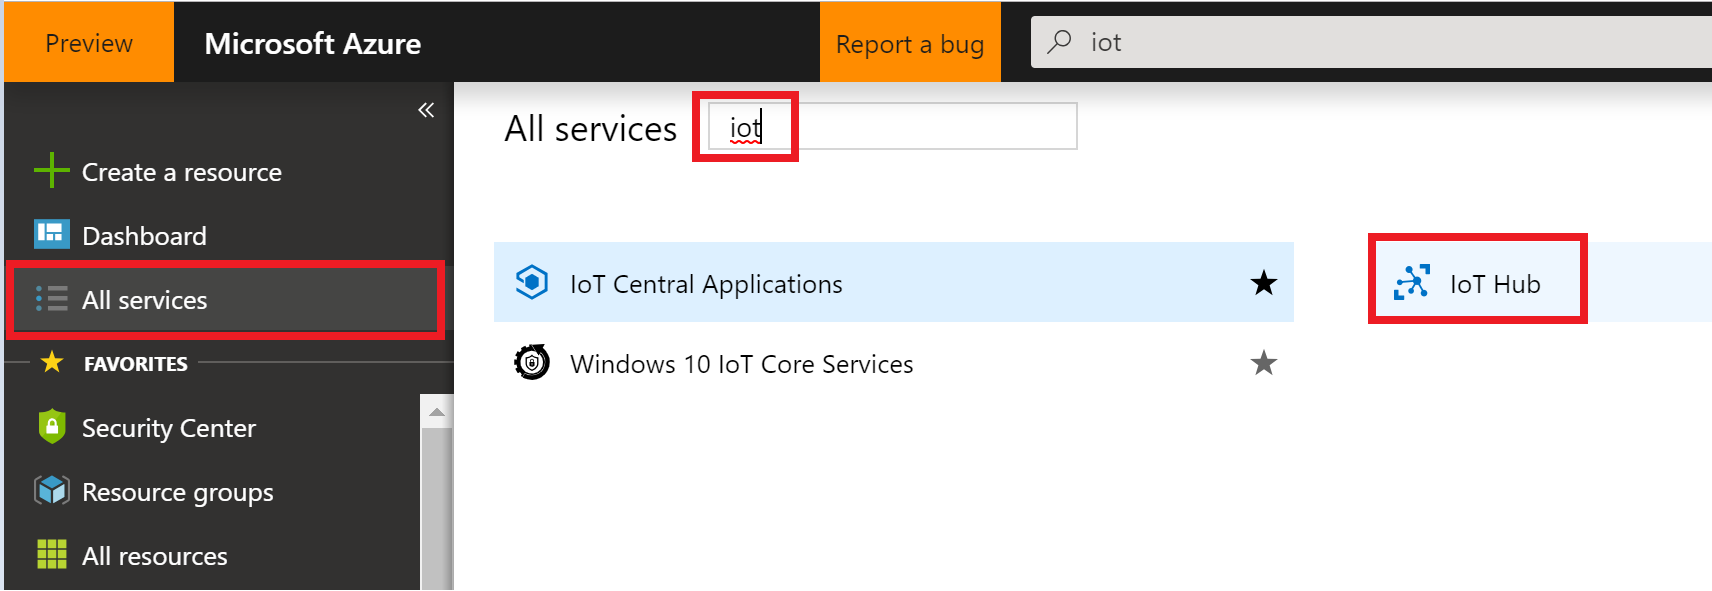 Preview
Microsoft Azure
Report a bug
iot
All services
iot
Create a resource
Dashboard
All services
FAVORITES
Security Center
Resource groups
All resources
IoT Central Applications
IoT Hub
Windows 10 IoT Core Services